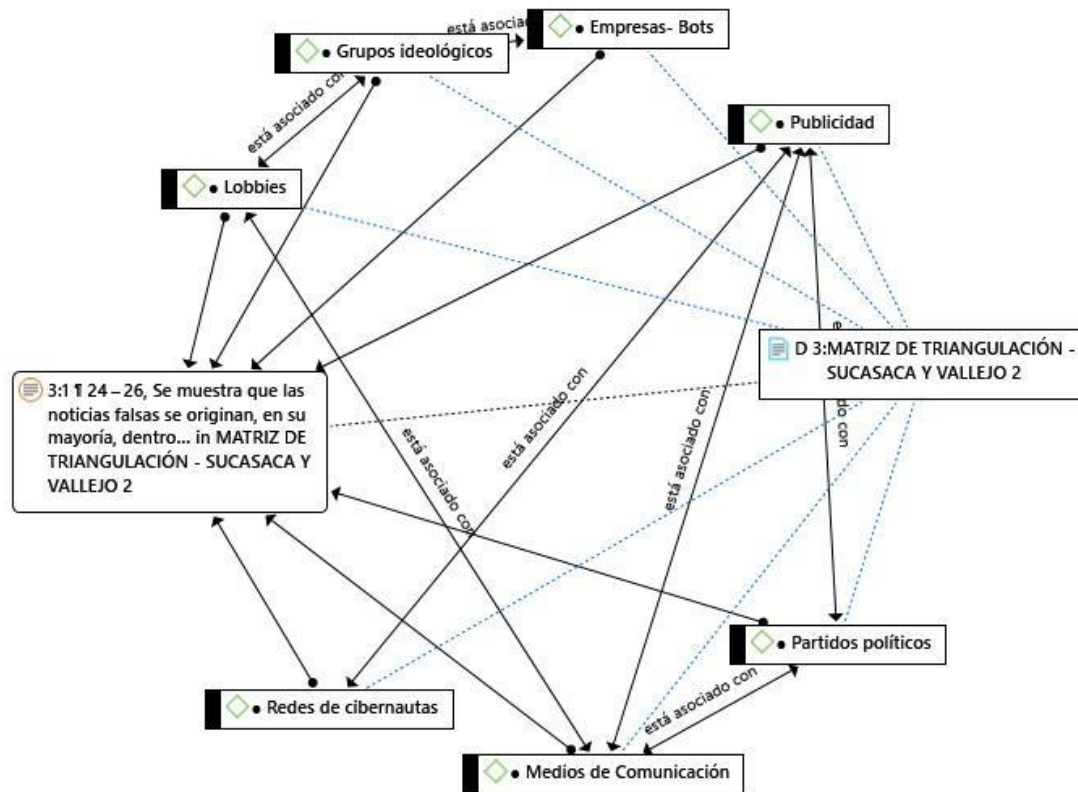 está asociado
• Empresas- Bots
• Grupos ideológicos
está asociado con
• Publicidad
• Lobbies
D 3:MATRIZ DE TRIANGULACIÓN -
SUCASACA Y VALLEJO 2
3:1 ¶ 24 – 26, Se muestra que las
noticias falsas se originan, en su
mayoría, dentro... in MATRIZ DE
TRIANGULACIÓN - SUCASACA Y
VALLEJO 2
está asociado con
está asociado con
está asociado con
con
• Partidos políticos
está asociado con
• Redes de cibernautas
• Medios de Comunicación